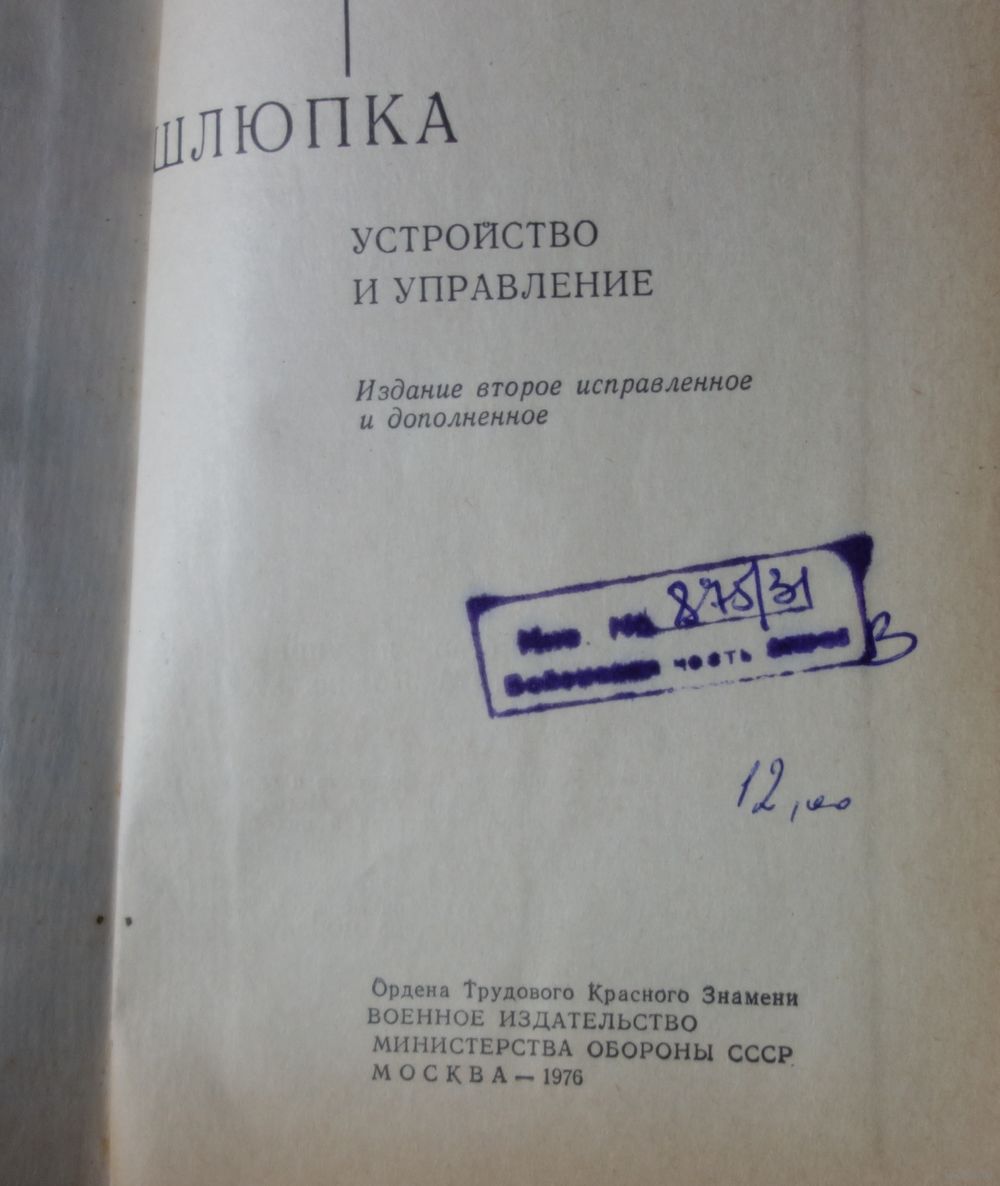 ШЛЮПКА
УСТРОЙСТВО
И УПРАВЛЕНИЕ
Издание второе исправленное
и дополненное
875/31
часть
В
12,00
Ордена Трудового Красного Знамени
ВОЕННОЕ ИЗДАТЕЛЬСТВО
МИНИСТЕРСТВА ОБОРОНЫ СССР
МОСКВА — 1976